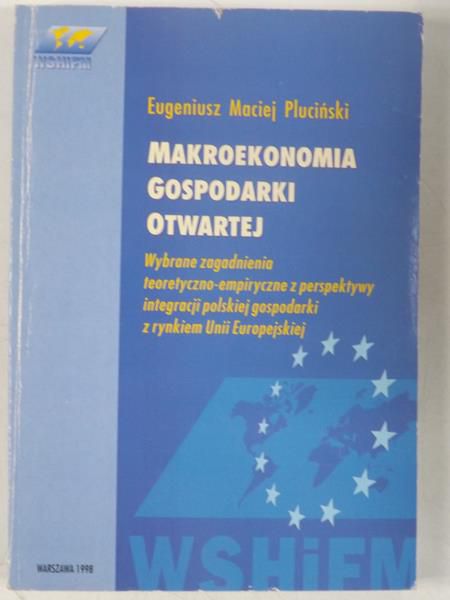 WSHiFM
Eugeniusz Maciej Pluciński
MAKROEKONOMIA
GOSPODARKI
OTWARTEJ
Wybrane zagadnienia
teoretyczno-empiryczne z perspektywy
integracji polskiej gospodarki
z rynkiem Unii Europejskiej
WSHiFM
WARSZAWA 1998